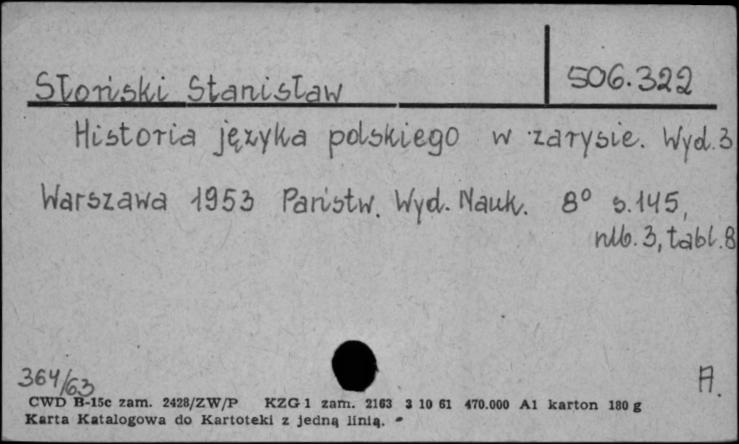 Słoński Stanisław 506.322
Historia języka polskiego w zarysie. Wyd. 3
Warszawa 1953 Państw. Wyd. Nauk. 8° s. 145,
nlb. 3, tabl. 8
364/63 A.
CWD B-15c zam. 2428/ZW/P KZG 1 zam. 2163 3 10 61 470.000 A1 karton 180 g
Karta Katalogowa do Kartoteki z jedną linią.